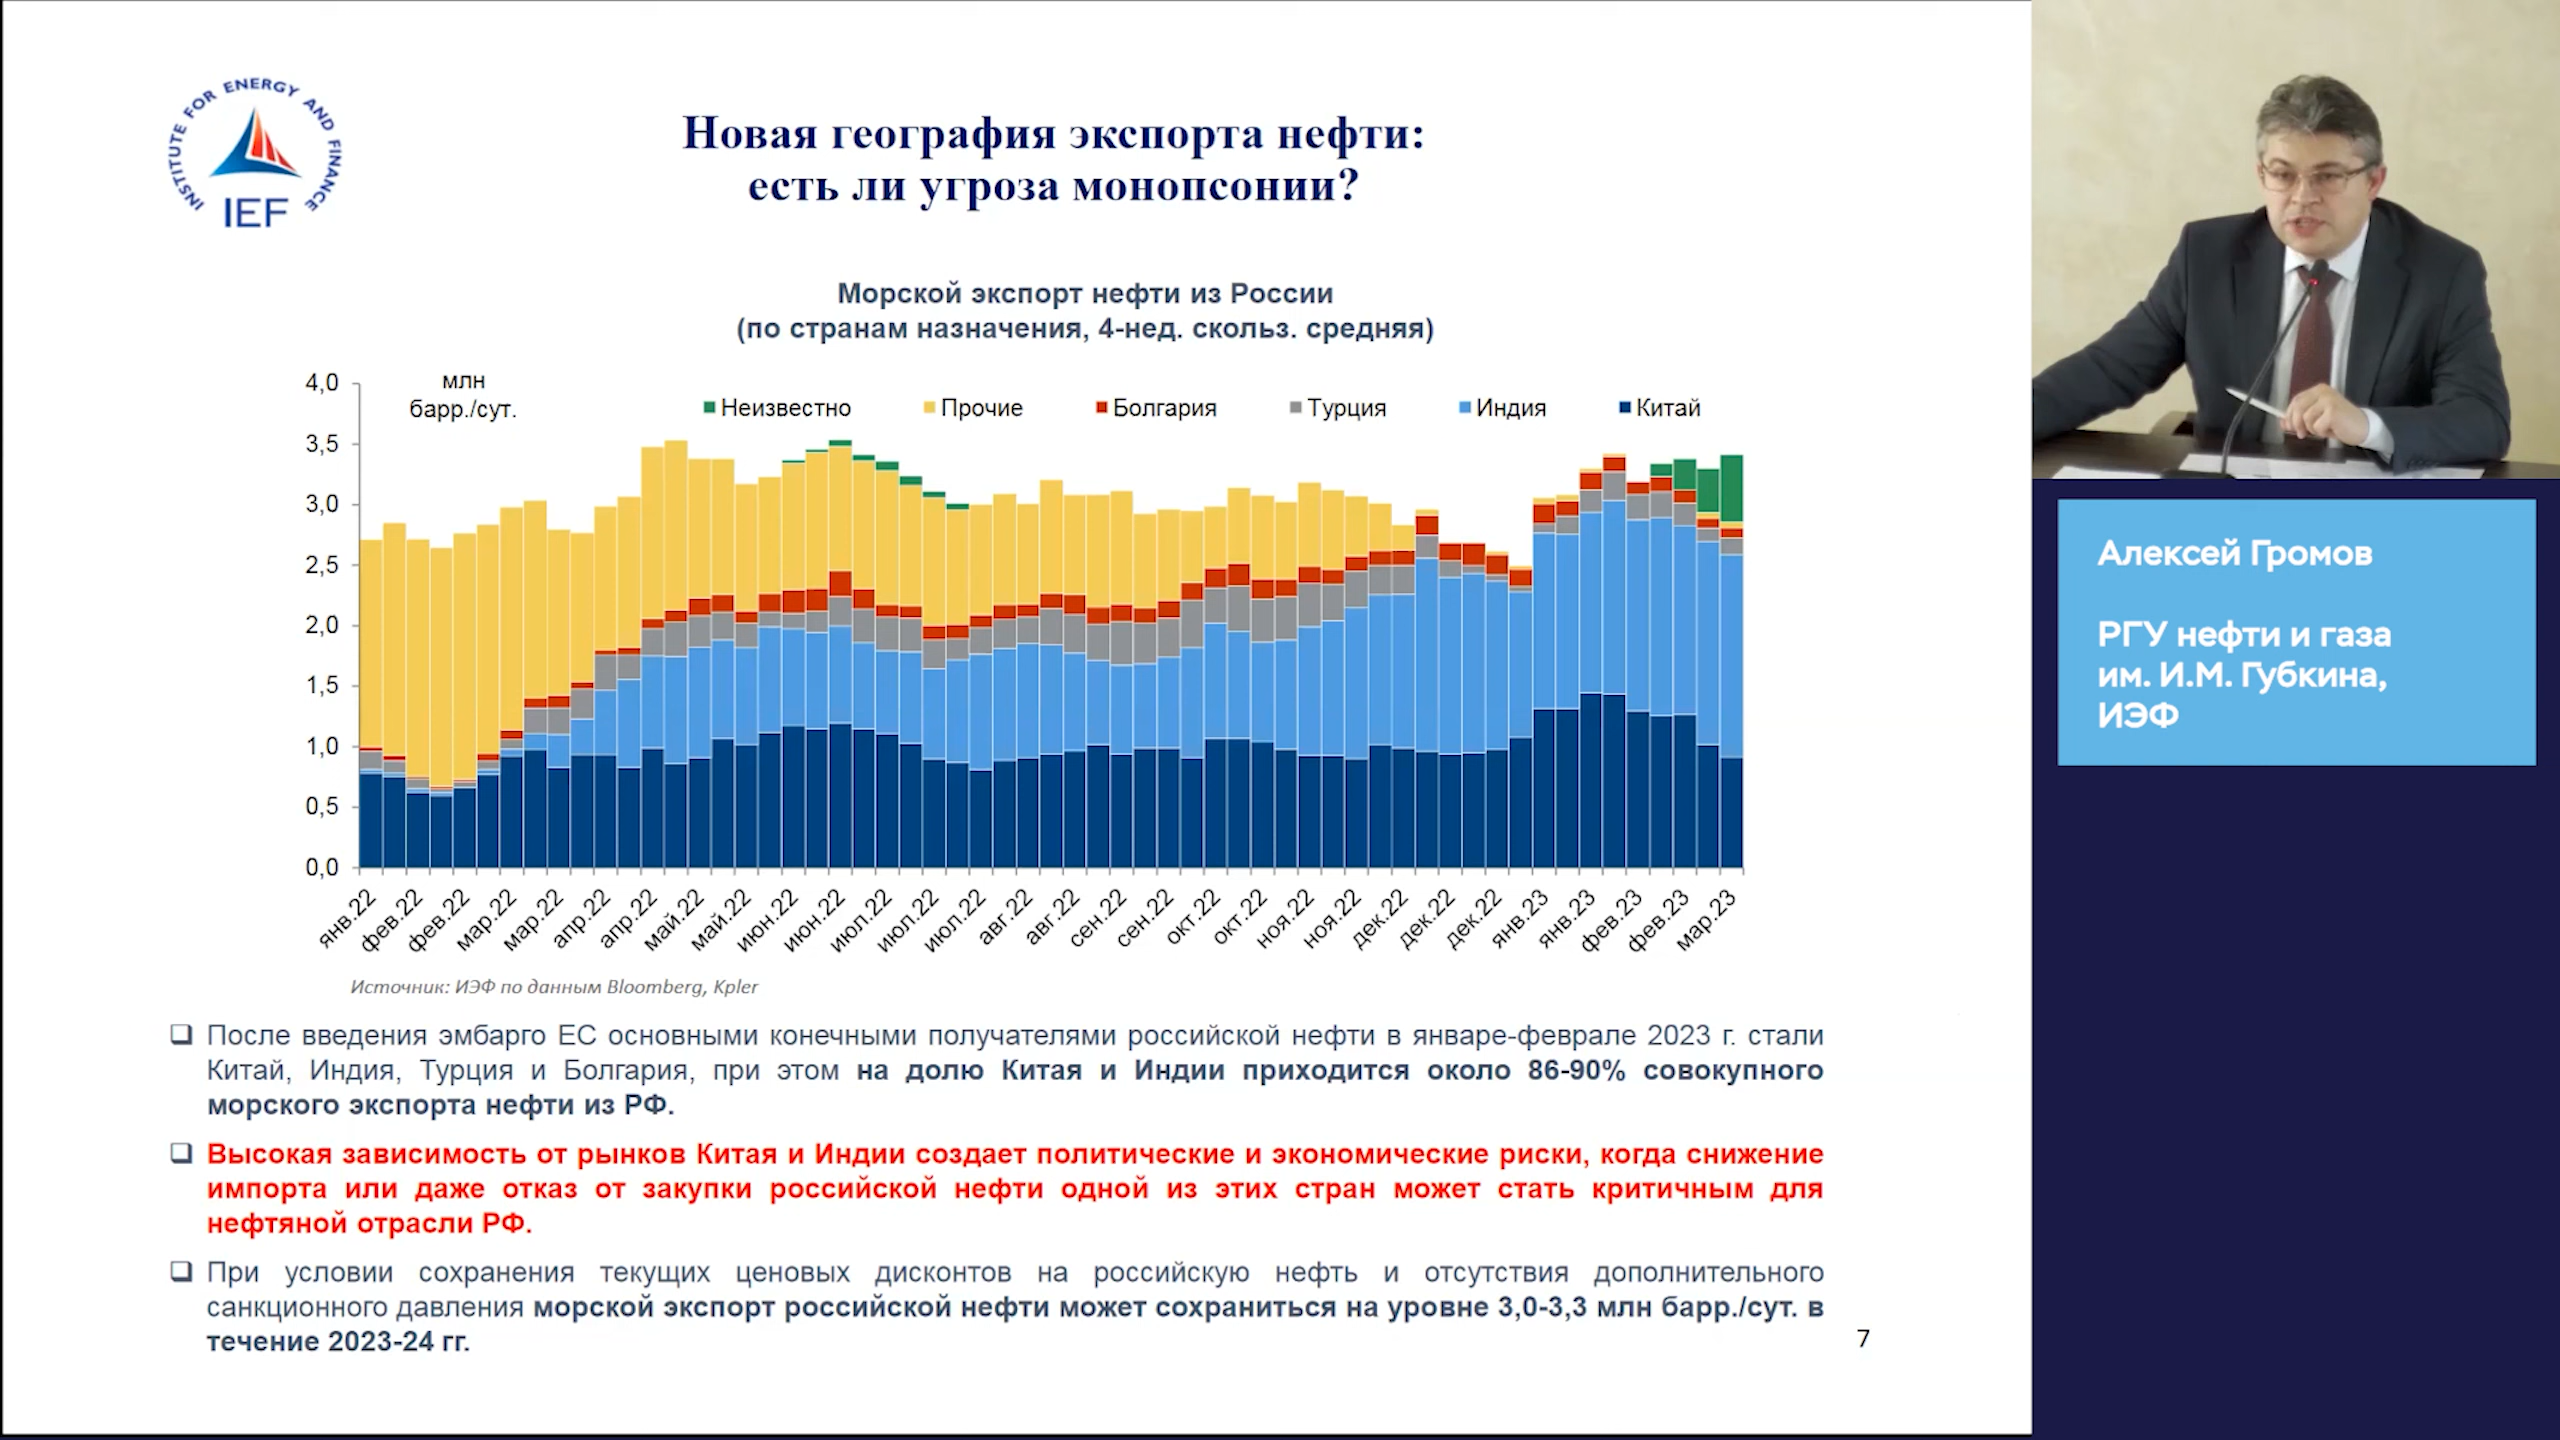 INSTITUTE FOR ENERGY AND FINANCE
IEF
Новая география экспорта нефти:
есть ли угроза монопсонии?
Морской экспорт нефти из России
(по странам назначения, 4-нед. скольз. средняя)
млн
барр./сут.
Неизвестно Прочие Болгария Турция Индия Китай
4,0
3,5
3,0
2,5
2,0
1,5
1,0
0,5
0,0
янв.22 фев.22 фев.22 мар.22 мар.22 апр.22 апр.22 май.22 май.22 июн.22 июн.22 июл.22 июл.22 июл.22 авг.22 авг.22 сен.22 сен.22 окт.22 окт.22 ноя.22 ноя.22 дек.22 дек.22 дек.22 янв.23 янв.23 фев.23 фев.23 мар.23
Источник: ИЭФ по данным Bloomberg, Kpler
После введения эмбарго ЕС основными конечными получателями российской нефти в январе-феврале 2023 г. стали
Китай, Индия, Турция и Болгария, при этом на долю Китая и Индии приходится около 86-90% совокупного
морского экспорта нефти из РФ.
Высокая зависимость от рынков Китая и Индии создает политические и экономические риски, когда снижение
импорта или даже отказ от закупки российской нефти одной из этих стран может стать критичным для
нефтяной отрасли РФ.
При условии сохранения текущих ценовых дисконтов на российскую нефть и отсутствия дополнительного
санкционного давления морской экспорт российской нефти может сохраниться на уровне 3,0-3,3 млн барр./сут. в
течение 2023-24 гг.
7
Алексей Громов
РГУ нефти и газа
им. И.М. Губкина,
ИЭФ